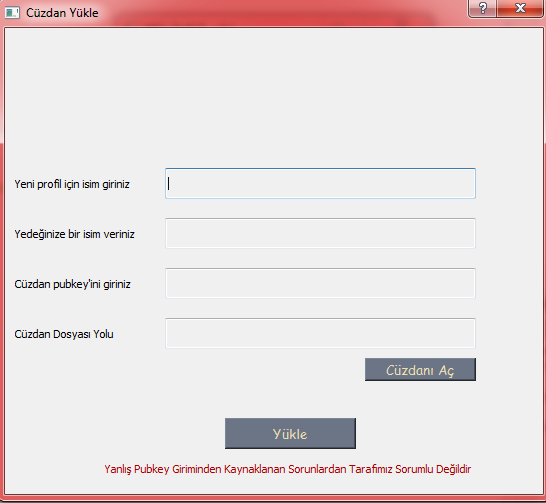 Cüzdan Yükle
Yeni profil için isim giriniz
Yedeğinize bir isim veriniz
Cüzdan pubkey'ini giriniz
Cüzdan Dosyası Yolu
Cüzdanı Aç
Yükle
Yanlış Pubkey Giriminden Kaynaklanan Sorunlardan Tarafımız Sorumlu Değildir